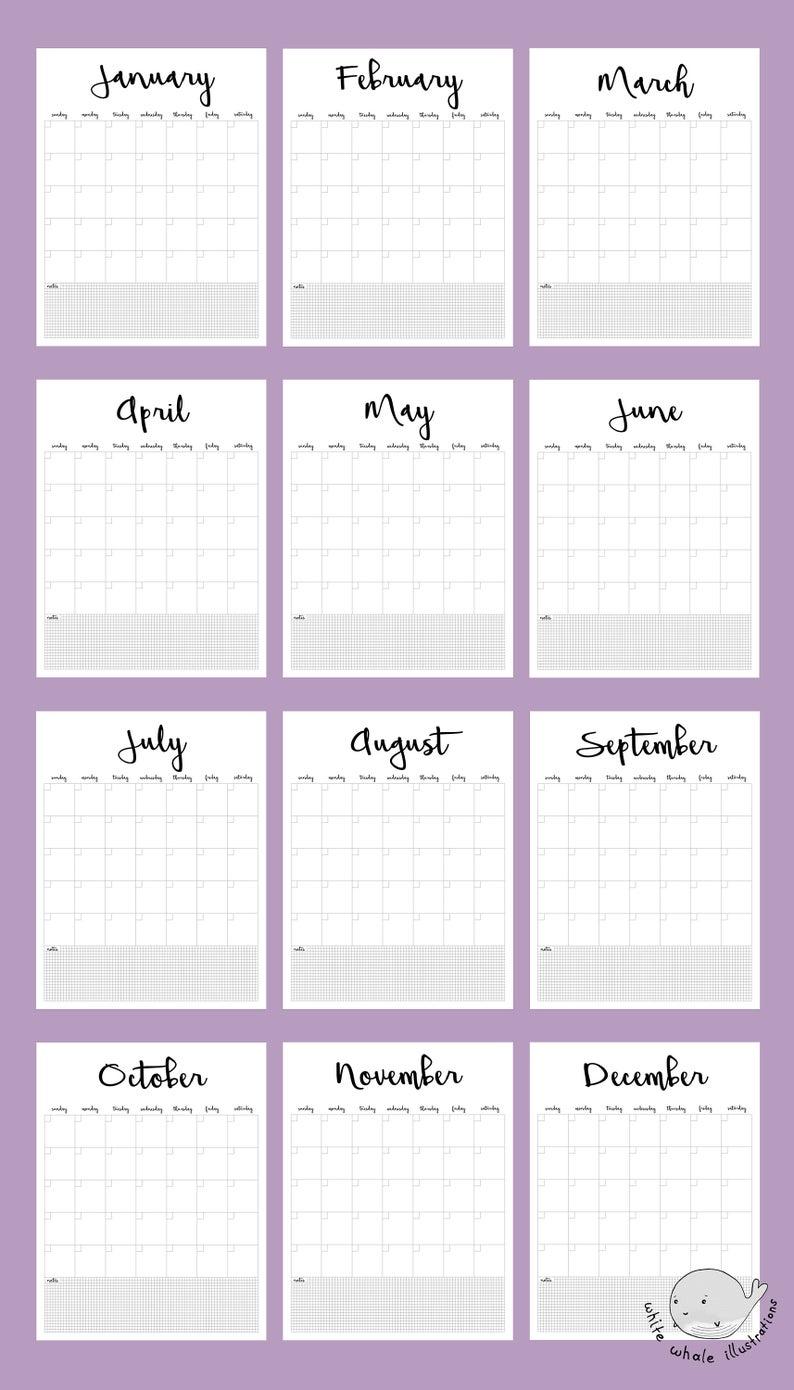 January February March
sunday monday tuesday wednesday thursday friday saturday sunday monday tuesday wednesday thursday friday saturday sunday monday tuesday wednesday thursday friday saturday
notes notes notes
April May June
sunday monday tuesday wednesday thursday friday saturday sunday monday tuesday wednesday thursday friday saturday sunday monday tuesday wednesday thursday friday saturday
notes notes notes
July August September
sunday monday tuesday wednesday thursday friday saturday sunday monday tuesday wednesday thursday friday saturday sunday monday tuesday wednesday thursday friday saturday
notes notes notes
October November December
sunday monday tuesday wednesday thursday friday saturday sunday monday tuesday wednesday thursday friday saturday sunday monday tuesday wednesday thursday friday saturday
notes notes notes
white whale illustrations